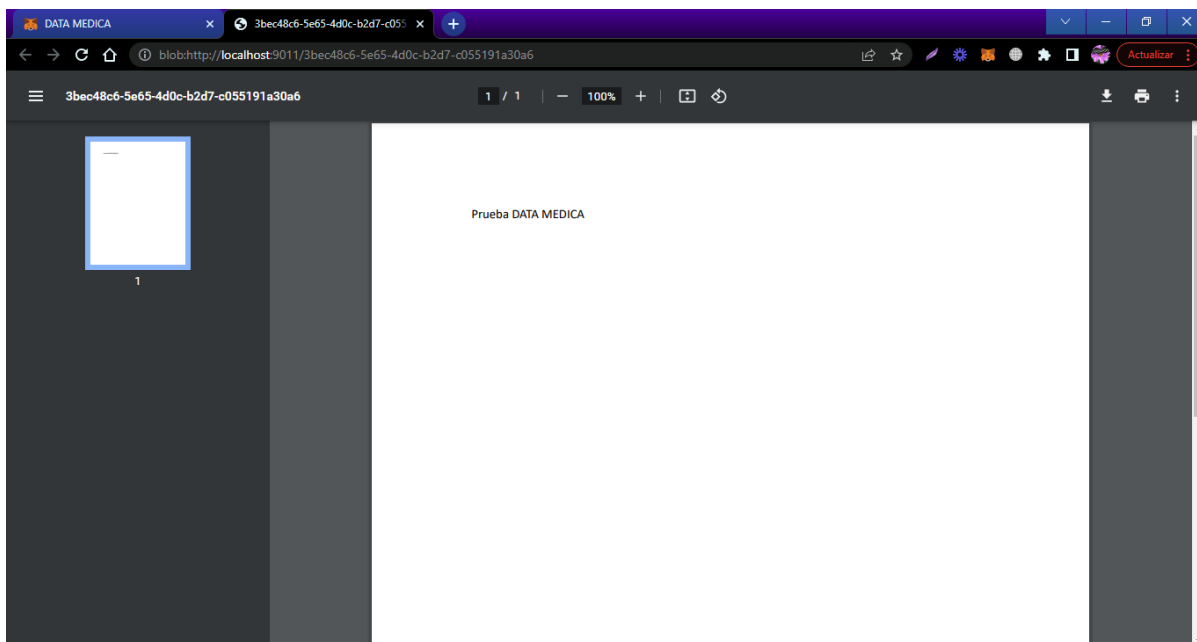 DATA MEDICA
3bec48c6-5e65-4d0c-b2d7-c055
blob:http://localhost:9011/3bec48c6-5e65-4d0c-b2d7-c055191a30a6
Actualizar
3bec48c6-5e65-4d0c-b2d7-c055191a30a6
1 / 1
100%
1
Prueba DATA MEDICA